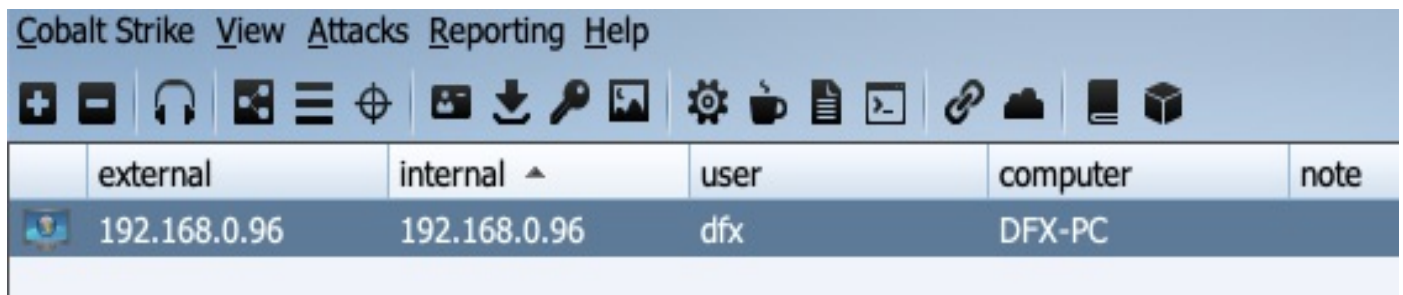 Cobalt Strike View Attacks Reporting Help
external internal user computer note
192.168.0.96 192.168.0.96 dfx DFX-PC